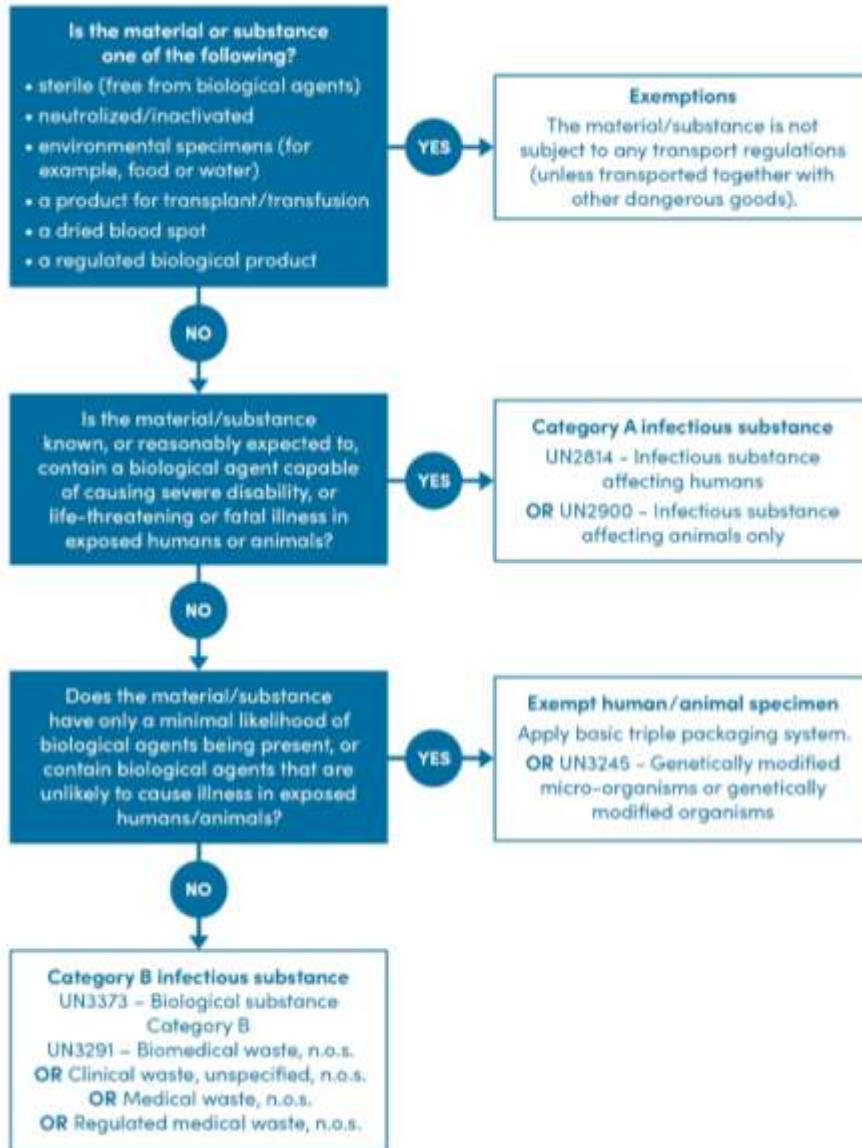 Is the material or substance
one of the following?
• sterile (free from biological agents)
• neutralized/inactivated
• environmental specimens (for
example, food or water)
• a product for transplant/transfusion
• a dried blood spot
• a regulated biological product
YES
Exemptions
The material/substance is not
subject to any transport regulations
(unless transported together with
other dangerous goods).
NO
Is the material/substance
known, or reasonably expected to,
contain a biological agent capable
of causing severe disability, or
life-threatening or fatal illness in
exposed humans or animals?
YES
Category A infectious substance
UN2814 - Infectious substance
affecting humans
OR UN2900 - Infectious substance
affecting animals only
NO
Does the material/substance
have only a minimal likelihood of
biological agents being present, or
contain biological agents that are
unlikely to cause illness in exposed
humans/animals?
YES
Exempt human/animal specimen
Apply basic triple packaging system.
OR UN3245 - Genetically modified
micro-organisms or genetically
modified organisms
NO
Category B infectious substance
UN3373 – Biological substance
Category B
UN3291 – Biomedical waste, n.o.s.
OR Clinical waste, unspecified, n.o.s.
OR Medical waste, n.o.s.
OR Regulated medical waste, n.o.s.